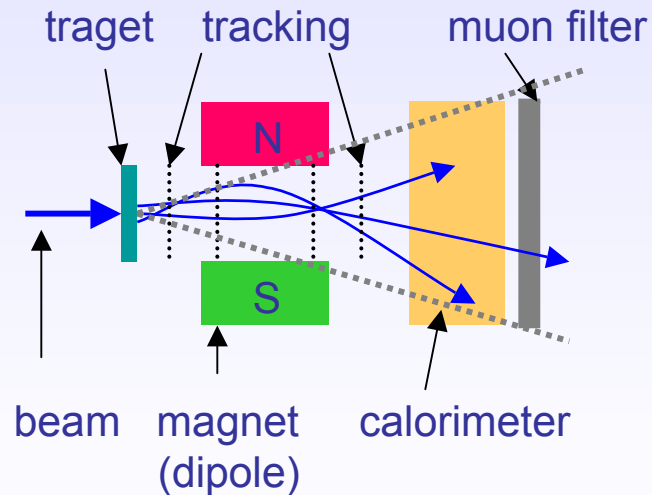 traget tracking muon filter
N
S
beam magnet calorimeter
(dipole)